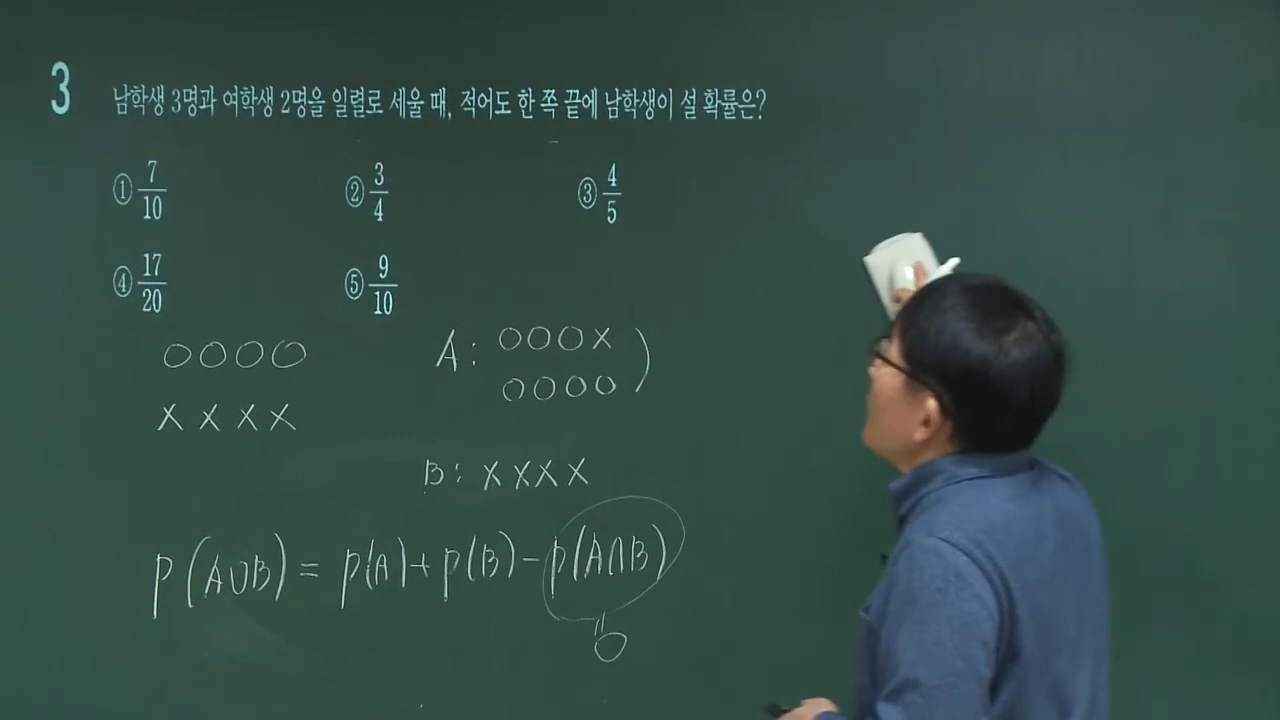 3
남학생 3명과 여학생 2명을 일렬로 세울 때, 적어도 한 쪽 끝에 남학생이 설 확률은?
① 7/10 ② 3/4 ③ 4/5
④ 17/20 ⑤ 9/10
○○○○
××××
A: ○○○×
○○○○ )
B: ××××
P(A∪B) = P(A)+P(B)-P(A∩B)
"
0